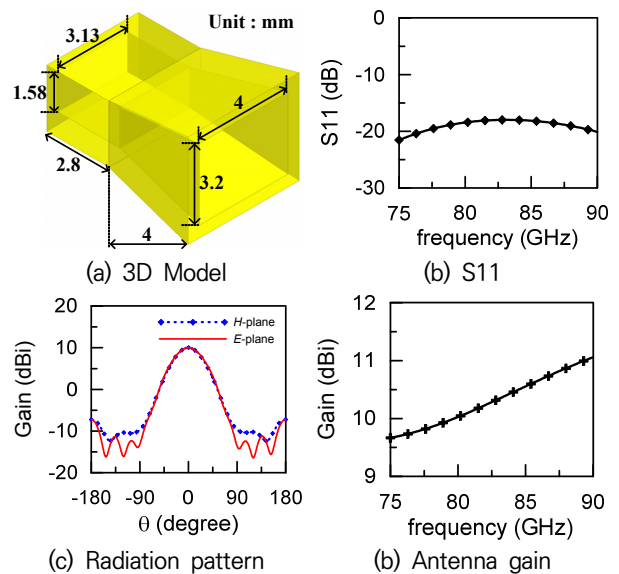 Unit : mm
3.13
1.58
4
3.2
2.8
4
(a) 3D Model
0
-10
-20
-30
S11 (dB)
75 80 85 90
frequency (GHz)
(b) S11
20
10
0
-10
-20
Gain (dBi)
H-plane
E-plane
-180 -90 0 90 180
θ (degree)
(c) Radiation pattern
12
11
10
9
Gain (dBi)
75 80 85 90
frequency (GHz)
(b) Antenna gain